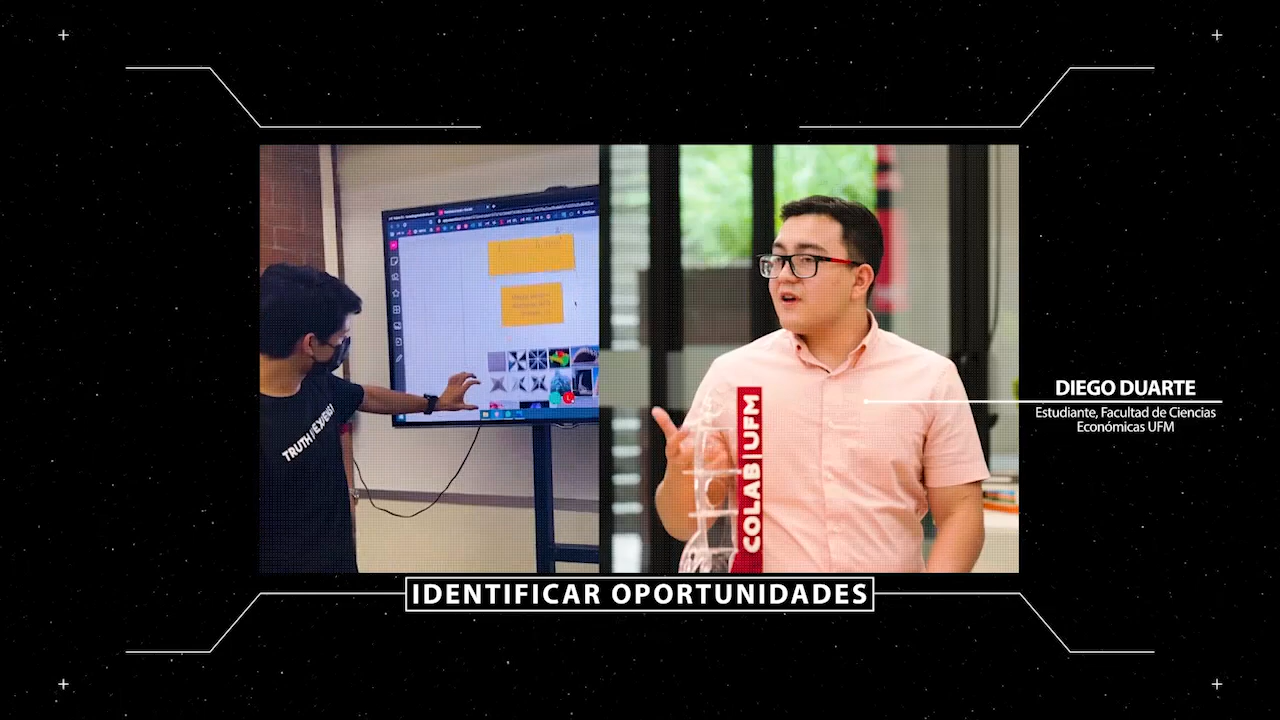 TRUTH
COLAB|UFM
DIEGO DUARTE
Estudiante, Facultad de Ciencias
Económicas UFM
IDENTIFICAR OPORTUNIDADES